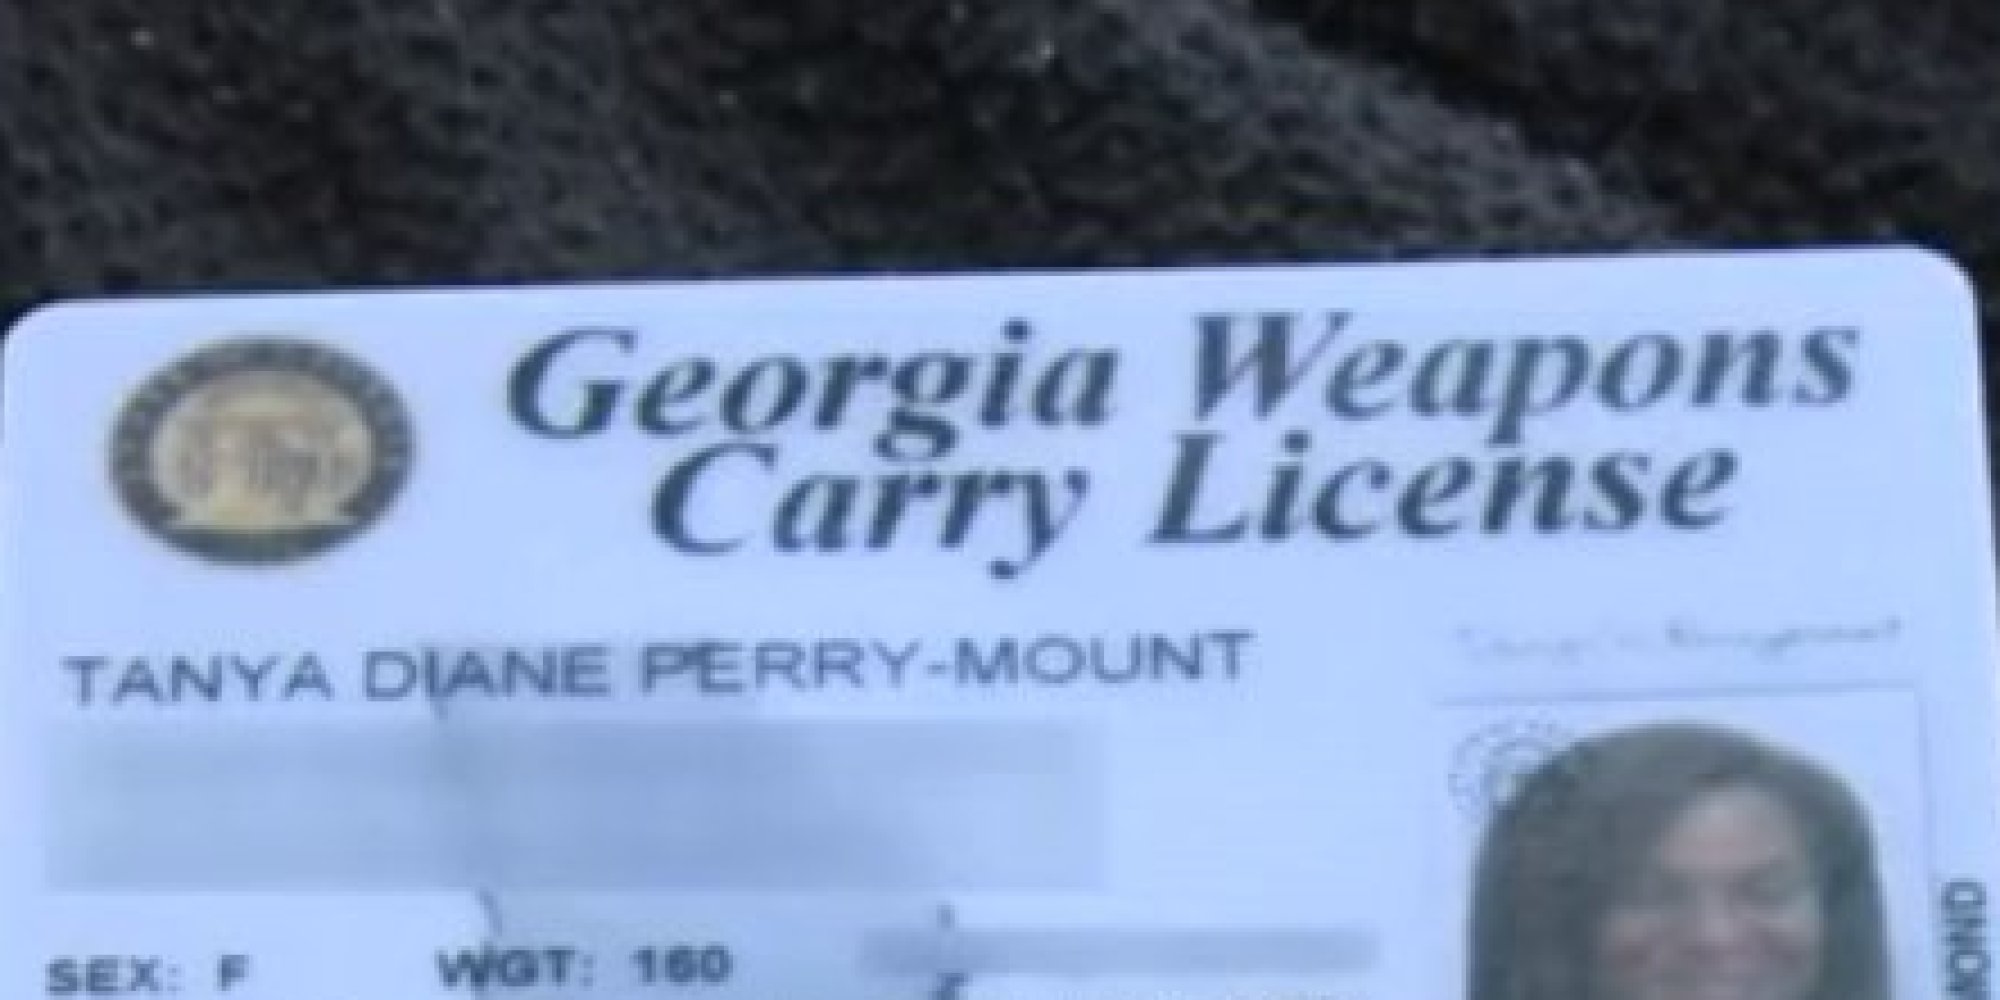 Georgia Weapons
Carry License
TANYA DIANE PERRY-MOUNT
SEX: F WGT: 160